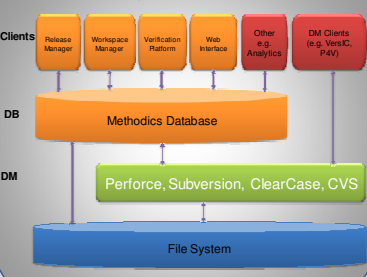 Clients
Release
Manager
Workspace
Manager
Verification
Platform
Web
Interface
Other
e.g.
Analytics
DM Clients
(e.g. VersIC,
P4V)
DB
Methodics Database
DM
Perforce, Subversion, ClearCase, CVS
File System